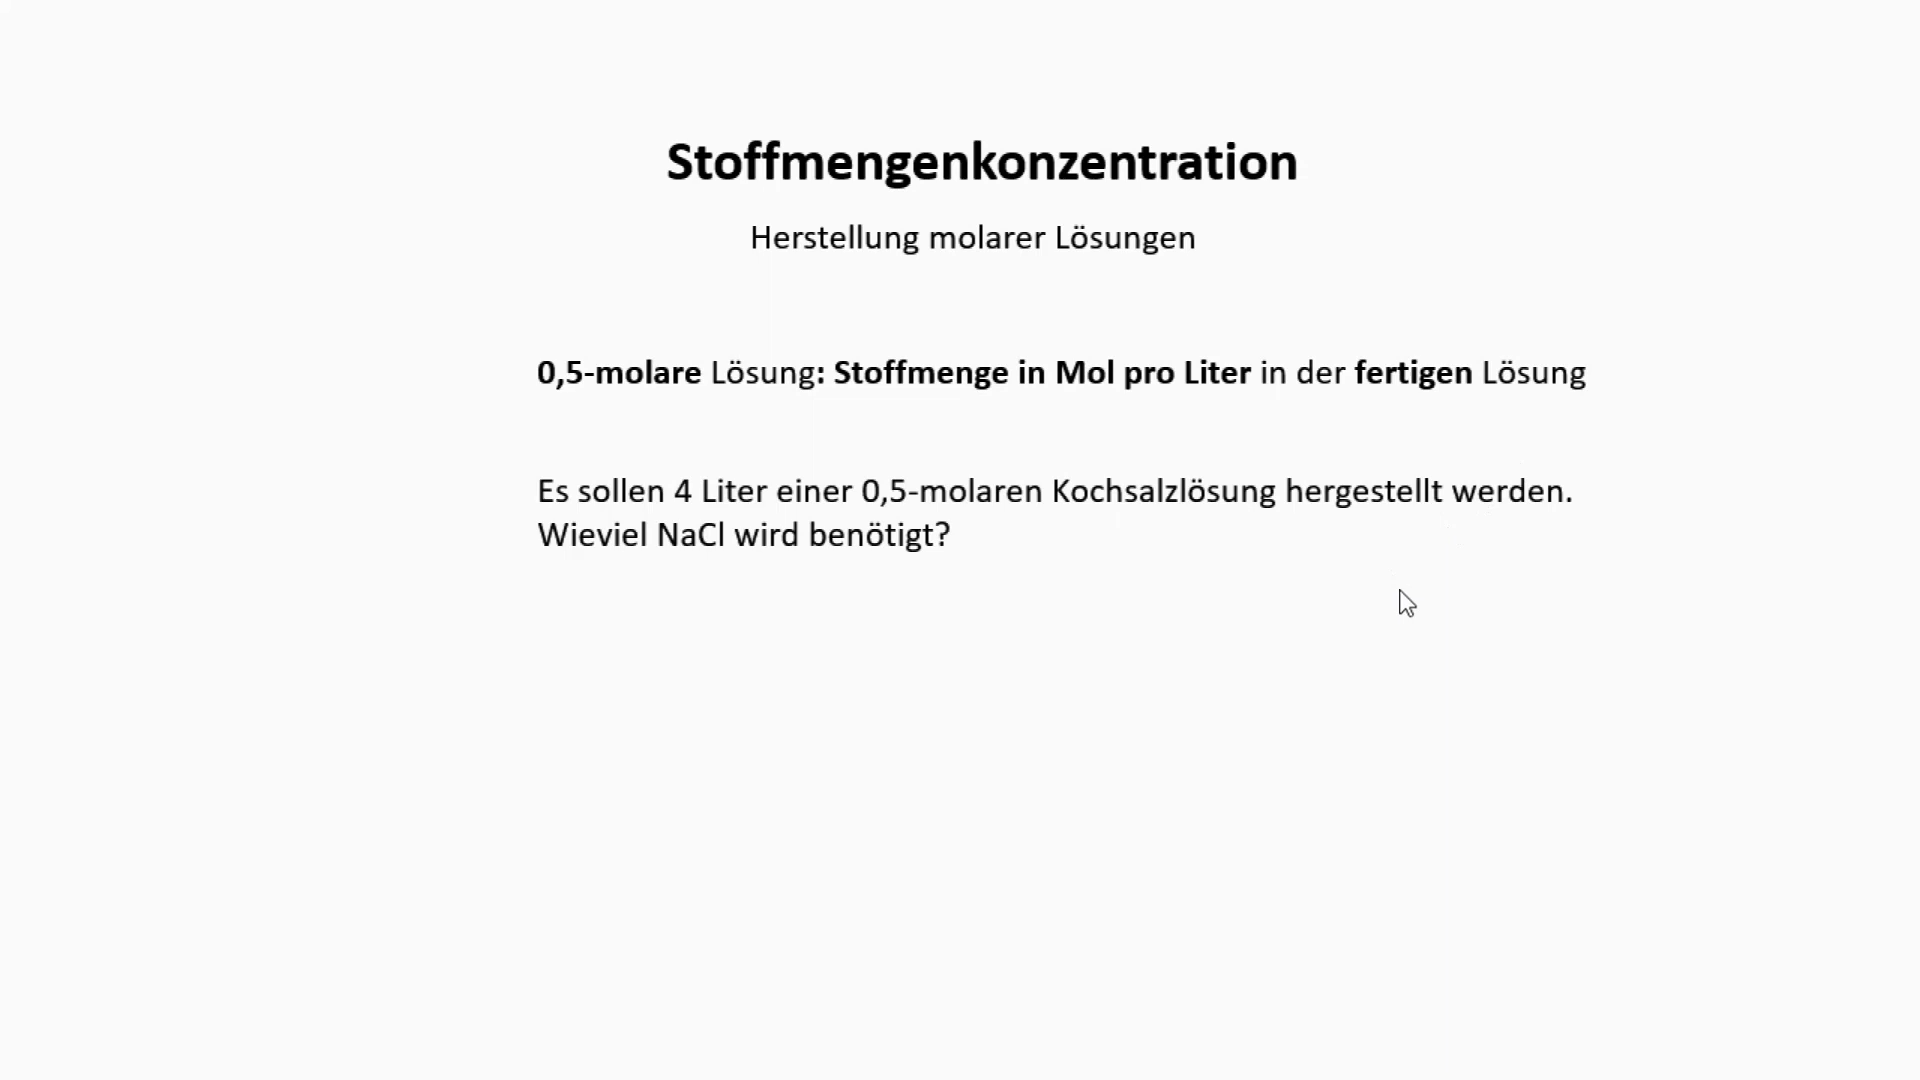 Stoffmengenkonzentration
Herstellung molarer Lösungen
0,5-molare Lösung: Stoffmenge in Mol pro Liter in der fertigen Lösung
Es sollen 4 Liter einer 0,5-molaren Kochsalzlösung hergestellt werden.
Wieviel NaCl wird benötigt?